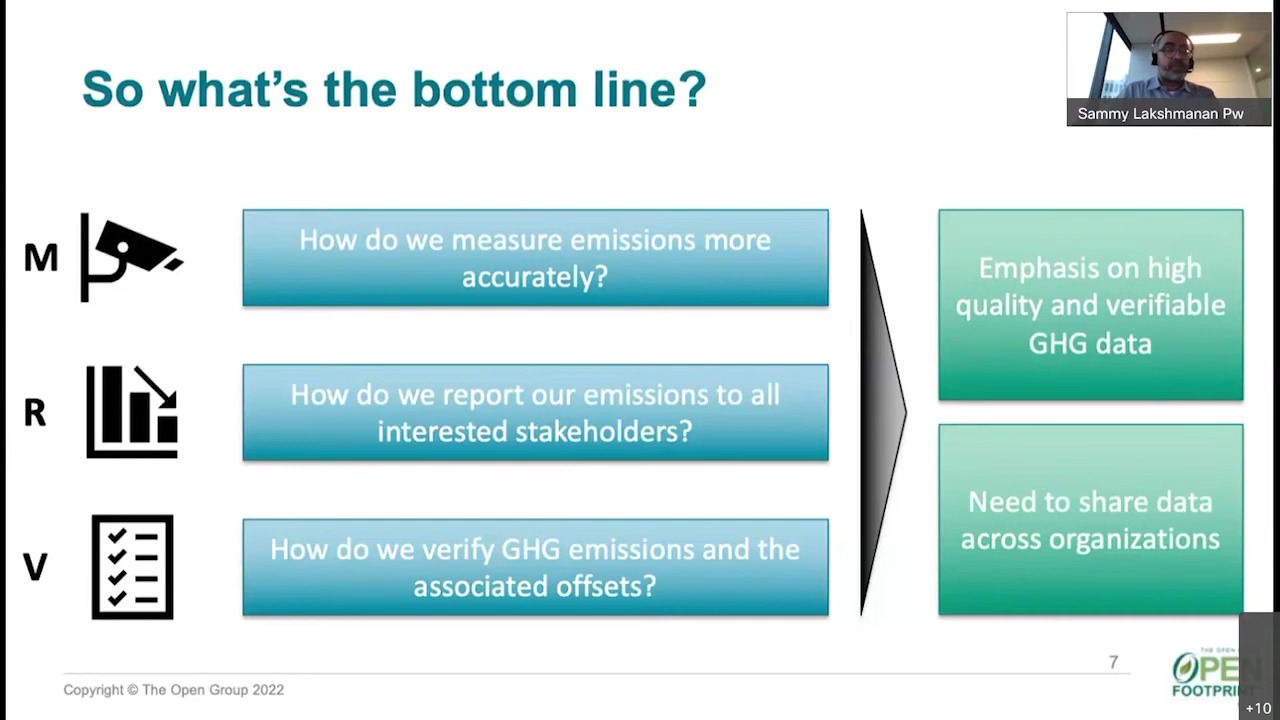 So what's the bottom line?
Sammy Lakshmanan Pw
M
How do we measure emissions more
accurately?
R
How do we report our emissions to all
interested stakeholders?
V
How do we verify GHG emissions and the
associated offsets?
Emphasis on high
quality and verifiable
GHG data
Need to share data
across organizations
7
Copyright © The Open Group 2022
THE OPEN
OPEN
FOOTPRINT
+10